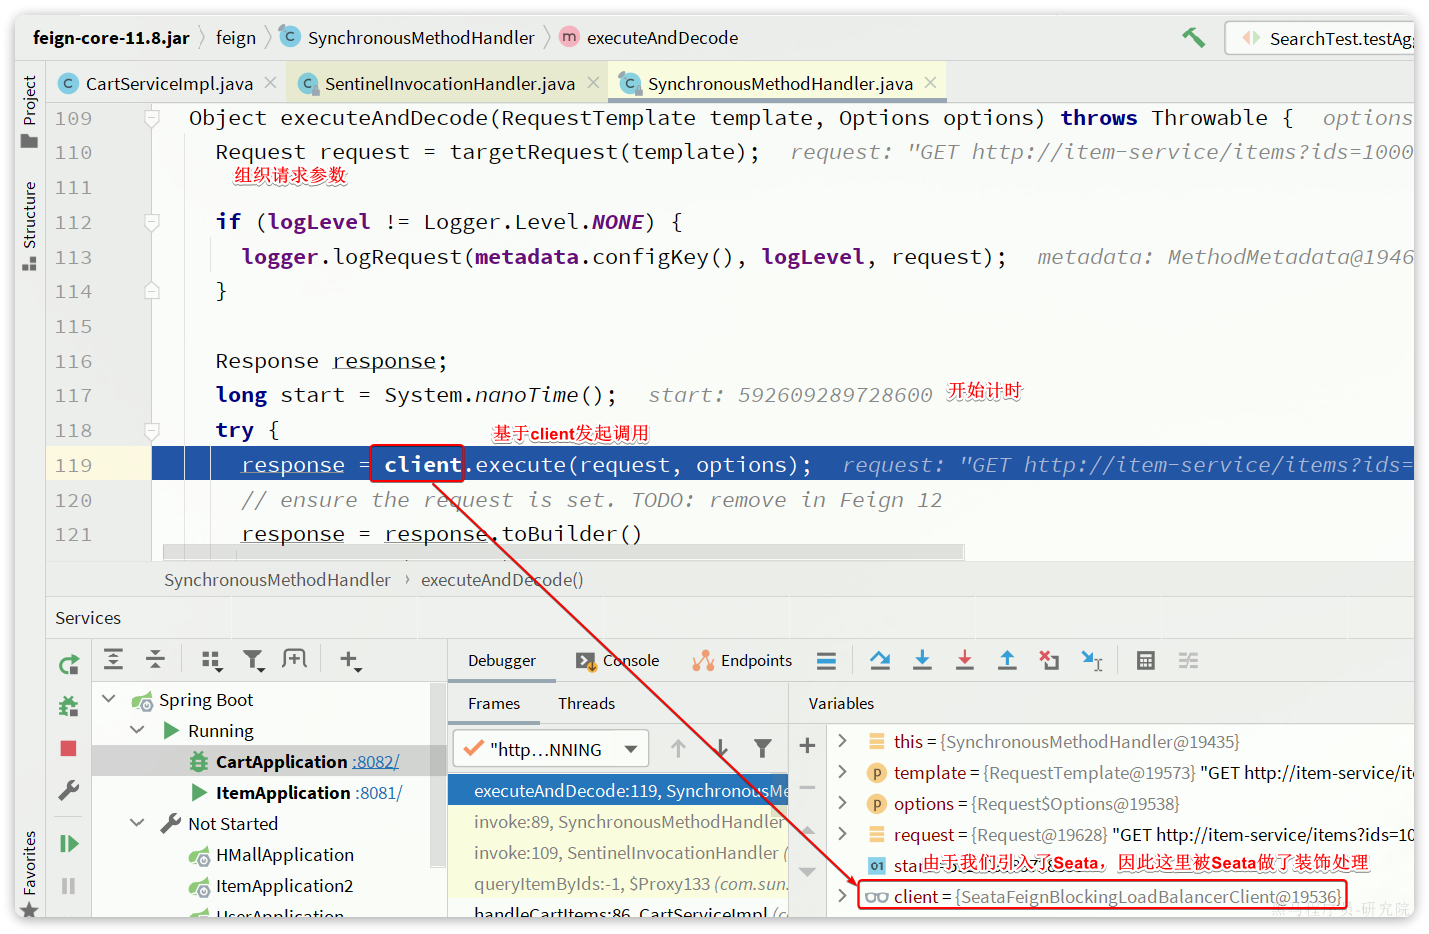 feign-core-11.8.jar 〉 feign 〉 SynchronousMethodHandler 〉 executeAndDecode SearchTest.testAgg
CartServiceImpl.java SentinelInvocationHandler.java SynchronousMethodHandler.java
Project
Structure
Favorites
109 Object executeAndDecode(RequestTemplate template, Options options) throws Throwable { options
110 Request request = targetRequest(template); request: "GET http://item-service/items?ids=1000
组织请求参数
111
112 if (logLevel != Logger.Level.NONE) {
113 logger.logRequest(metadata.configKey(), logLevel, request); metadata: MethodMetadata@1946
114 }
115
116 Response response;
117 long start = System.nanoTime(); start: 592609289728600 开始计时
118 try {
基于client发起调用
119 response = client.execute(request, options); request: "GET http://item-service/items?ids=
120 // ensure the request is set. TODO: remove in Feign 12
121 response = response.toBuilder()
SynchronousMethodHandler › executeAndDecode()
Services
Debugger Console Endpoints
Frames Threads
Variables
Spring Boot
Running
CartApplication :8082/
ItemApplication :8081/
Not Started
HMallApplication
ItemApplication2
UserApplication
"http...NNING
executeAndDecode:119, SynchronousMe
invoke:89, SynchronousMethodHandler
invoke:109, SentinelInvocationHandler (
queryItemByIds:-1, $Proxy133 (com.sun.
handleCartItems:86, CartServiceImpl (c
this = {SynchronousMethodHandler@19435}
template = {RequestTemplate@19573} "GET http://item-service/ite
options = {Request$Options@19538}
request = {Request@19628} "GET http://item-service/items?ids=10
由于我们引入了Seata，因此这里被Seata做了装饰处理
client = {SeataFeignBlockingLoadBalancerClient@19536}
黑马程序员-研究院